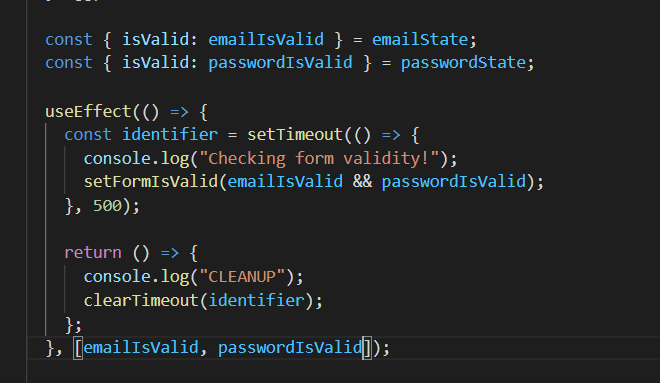 const { isValid: emailIsValid } = emailState;
const { isValid: passwordIsValid } = passwordState;
useEffect(() => {
const identifier = setTimeout(() => {
console.log("Checking form validity!");
setFormIsValid(emailIsValid && passwordIsValid);
}, 500);
return () => {
console.log("CLEANUP");
clearTimeout(identifier);
};
}, [emailIsValid, passwordIsValid]);